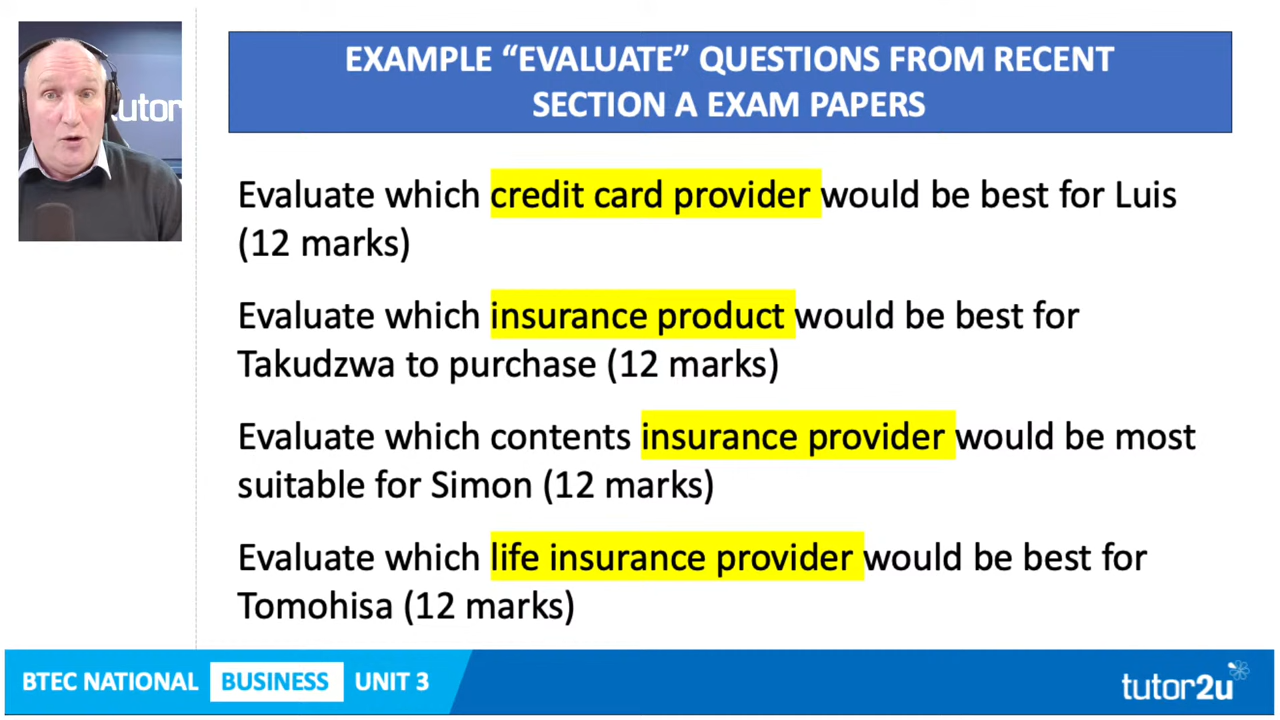 EXAMPLE “EVALUATE” QUESTIONS FROM RECENT
SECTION A EXAM PAPERS
tutor
Evaluate which credit card provider would be best for Luis
(12 marks)
Evaluate which insurance product would be best for
Takudzwa to purchase (12 marks)
Evaluate which contents insurance provider would be most
suitable for Simon (12 marks)
Evaluate which life insurance provider would be best for
Tomohisa (12 marks)
BTEC NATIONAL BUSINESS UNIT 3
tutor2u